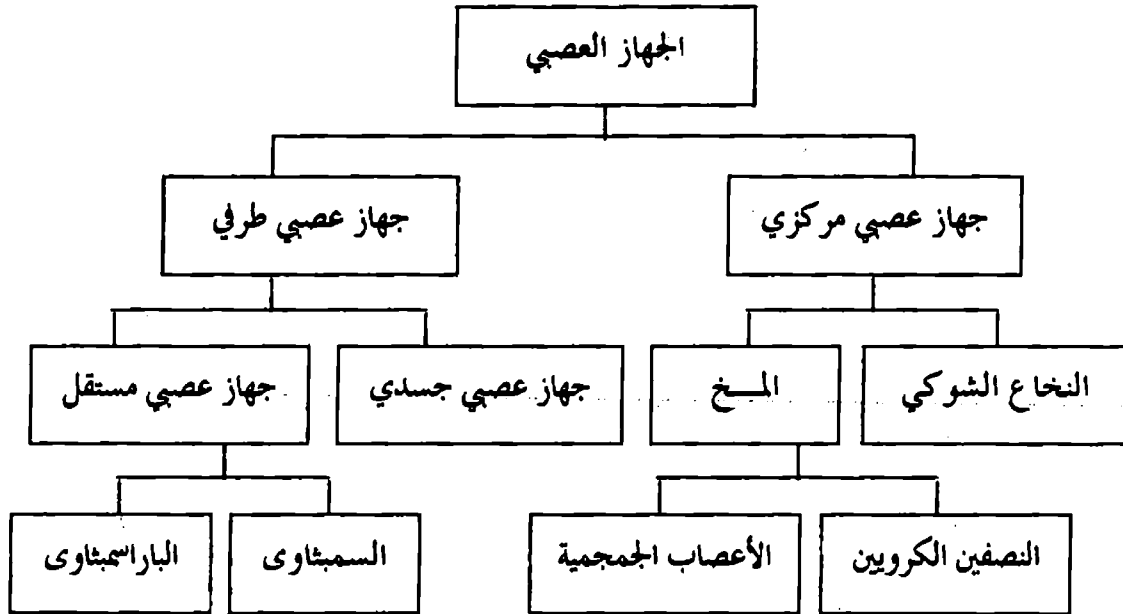 الجهاز العصبي
جهاز عصبي مركزي
جهاز عصبي طرفي
النخاع الشوكي
المـــخ
جهاز عصبي جسدي
جهاز عصبي مستقل
النصفين الكرويين
الأعصاب الجمجمية
السمبثاوى
الباراسمبثاوى